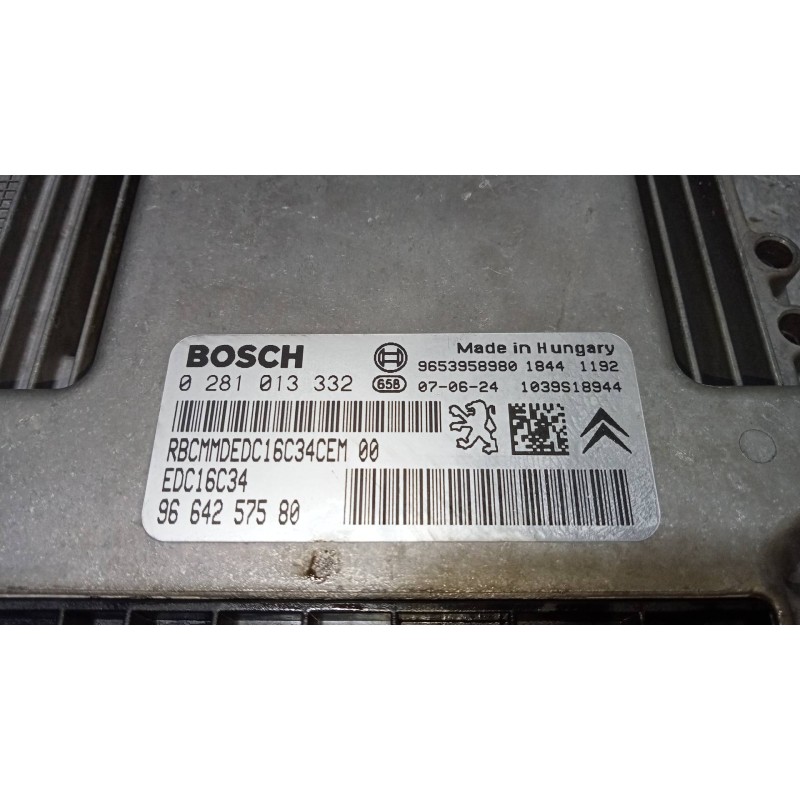 BOSCH
Made in Hungary
9653958980 1844 1192
0 281 013 332 658 07-06-24 1039S18944
RBCMMDEDC16C34CEM 00
EDC16C34
96 642 575 80